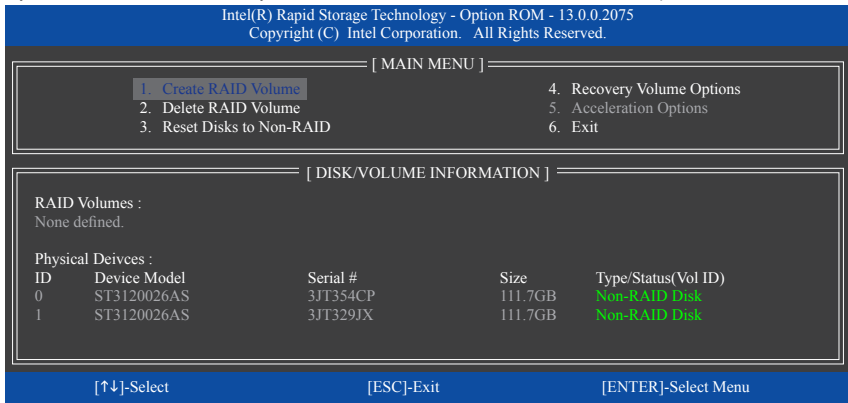 Intel(R) Rapid Storage Technology - Option ROM - 13.0.0.2075
Copyright (C) Intel Corporation. All Rights Reserved.
[ MAIN MENU ]
1. Create RAID Volume
2. Delete RAID Volume
3. Reset Disks to Non-RAID
4. Recovery Volume Options
5. Acceleration Options
6. Exit
[ DISK/VOLUME INFORMATION ]
RAID Volumes :
None defined.
Physical Deivces :
ID Device Model Serial # Size Type/Status(Vol ID)
0 ST3120026AS 3JT354CP 111.7GB Non-RAID Disk
1 ST3120026AS 3JT329JX 111.7GB Non-RAID Disk
[↑↓]-Select [ESC]-Exit [ENTER]-Select Menu